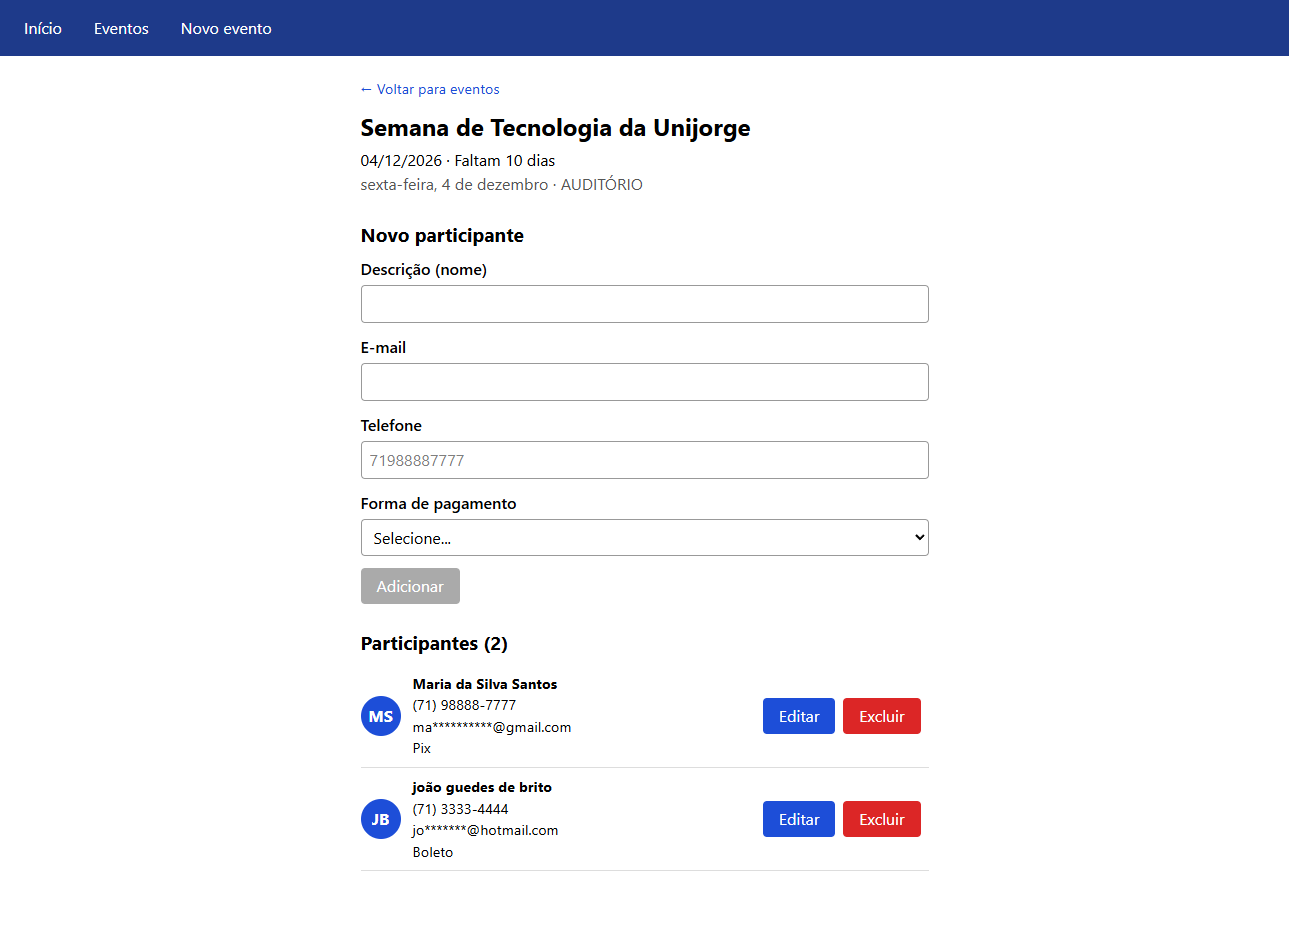 Início Eventos Novo evento
← Voltar para eventos
Semana de Tecnologia da Unijorge
04/12/2026 · Faltam 10 dias
sexta-feira, 4 de dezembro · AUDITÓRIO
Novo participante
Descrição (nome)
E-mail
Telefone
71988887777
Forma de pagamento
Selecione...
Adicionar
Participantes (2)
MS
Maria da Silva Santos
(71) 98888-7777
ma**********@gmail.com
Pix
Editar Excluir
JB
joão guedes de brito
(71) 3333-4444
jo*******@hotmail.com
Boleto
Editar Excluir